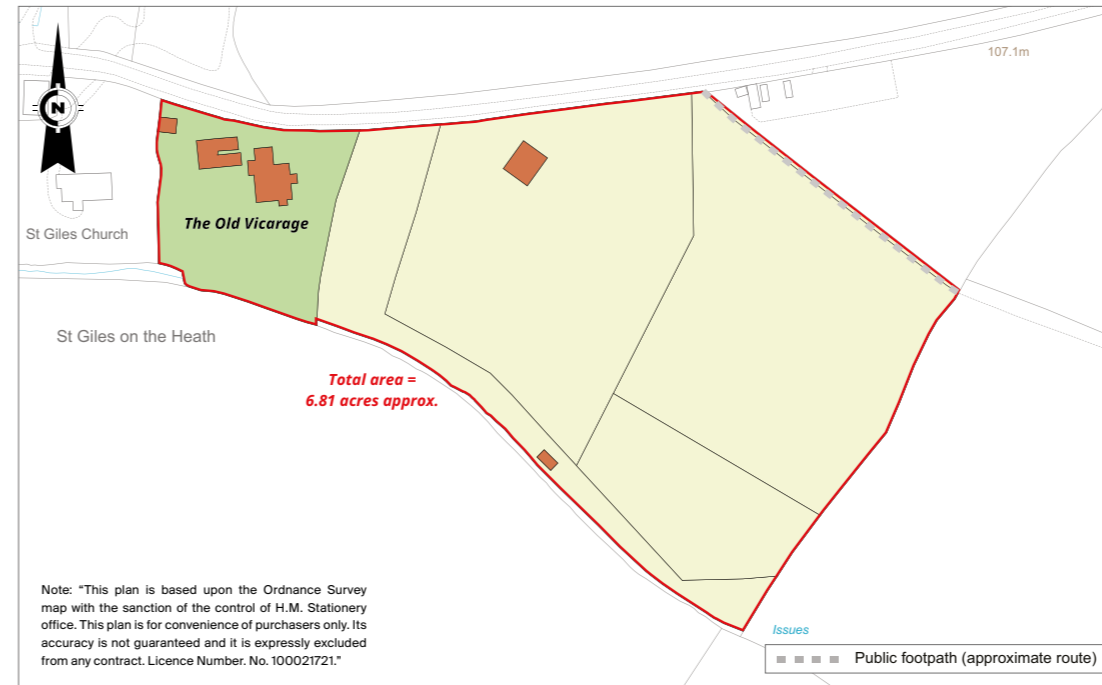 107.1m
N
The Old Vicarage
St Giles Church
St Giles on the Heath
Total area =
6.81 acres approx.
Note: “This plan is based upon the Ordnance Survey
map with the sanction of the control of H.M. Stationery
office. This plan is for convenience of purchasers only. Its
accuracy is not guaranteed and it is expressly excluded
from any contract. Licence Number. No. 100021721.”
Issues
Public footpath (approximate route)